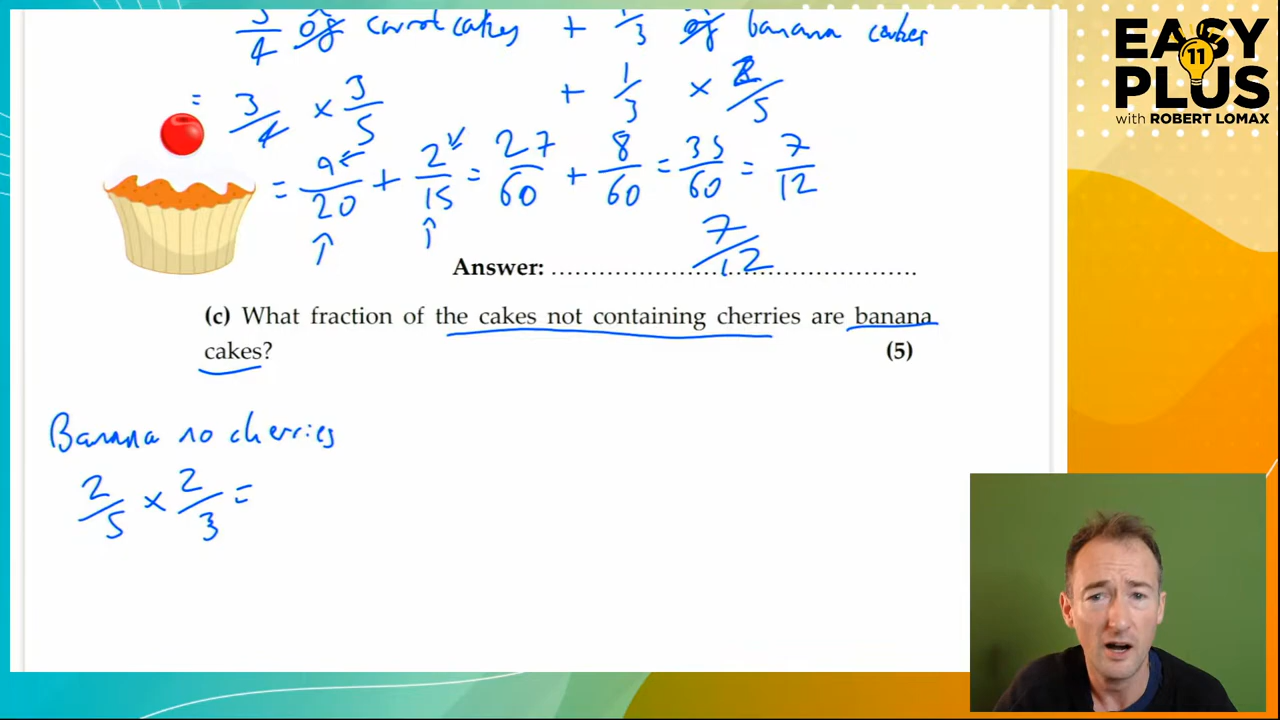 3/4 of carrot cakes + 1/3 of banana cakes
= 3/4 × 3/5 + 1/3 × 2/5
= 9/20 + 2/15 = 27/60 + 8/60 = 35/60 = 7/12
7/12
Answer: ........................................
(c) What fraction of the cakes not containing cherries are banana
cakes? (5)
Banana no cherries
2/5 × 2/3 =
EASY
11
PLUS
with ROBERT LOMAX